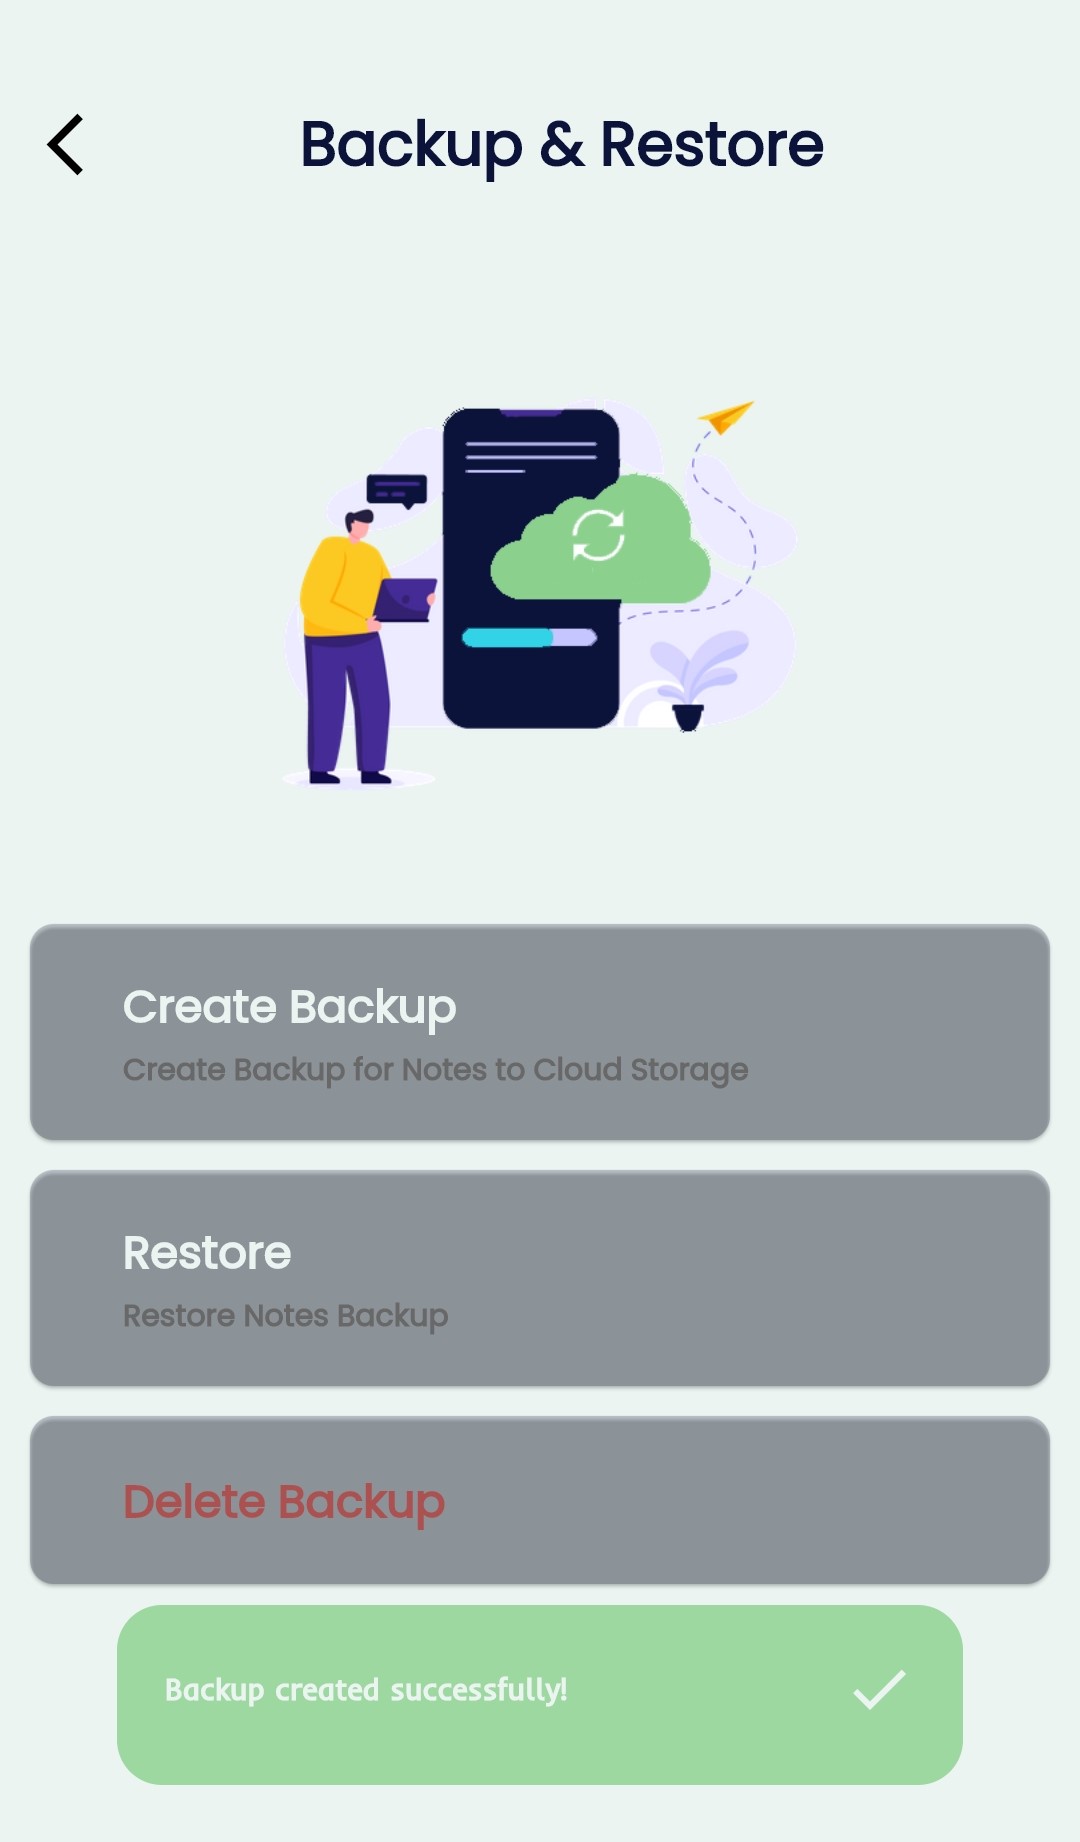 Backup & Restore
Create Backup
Create Backup for Notes to Cloud Storage
Restore
Restore Notes Backup
Delete Backup
Backup created successfully!